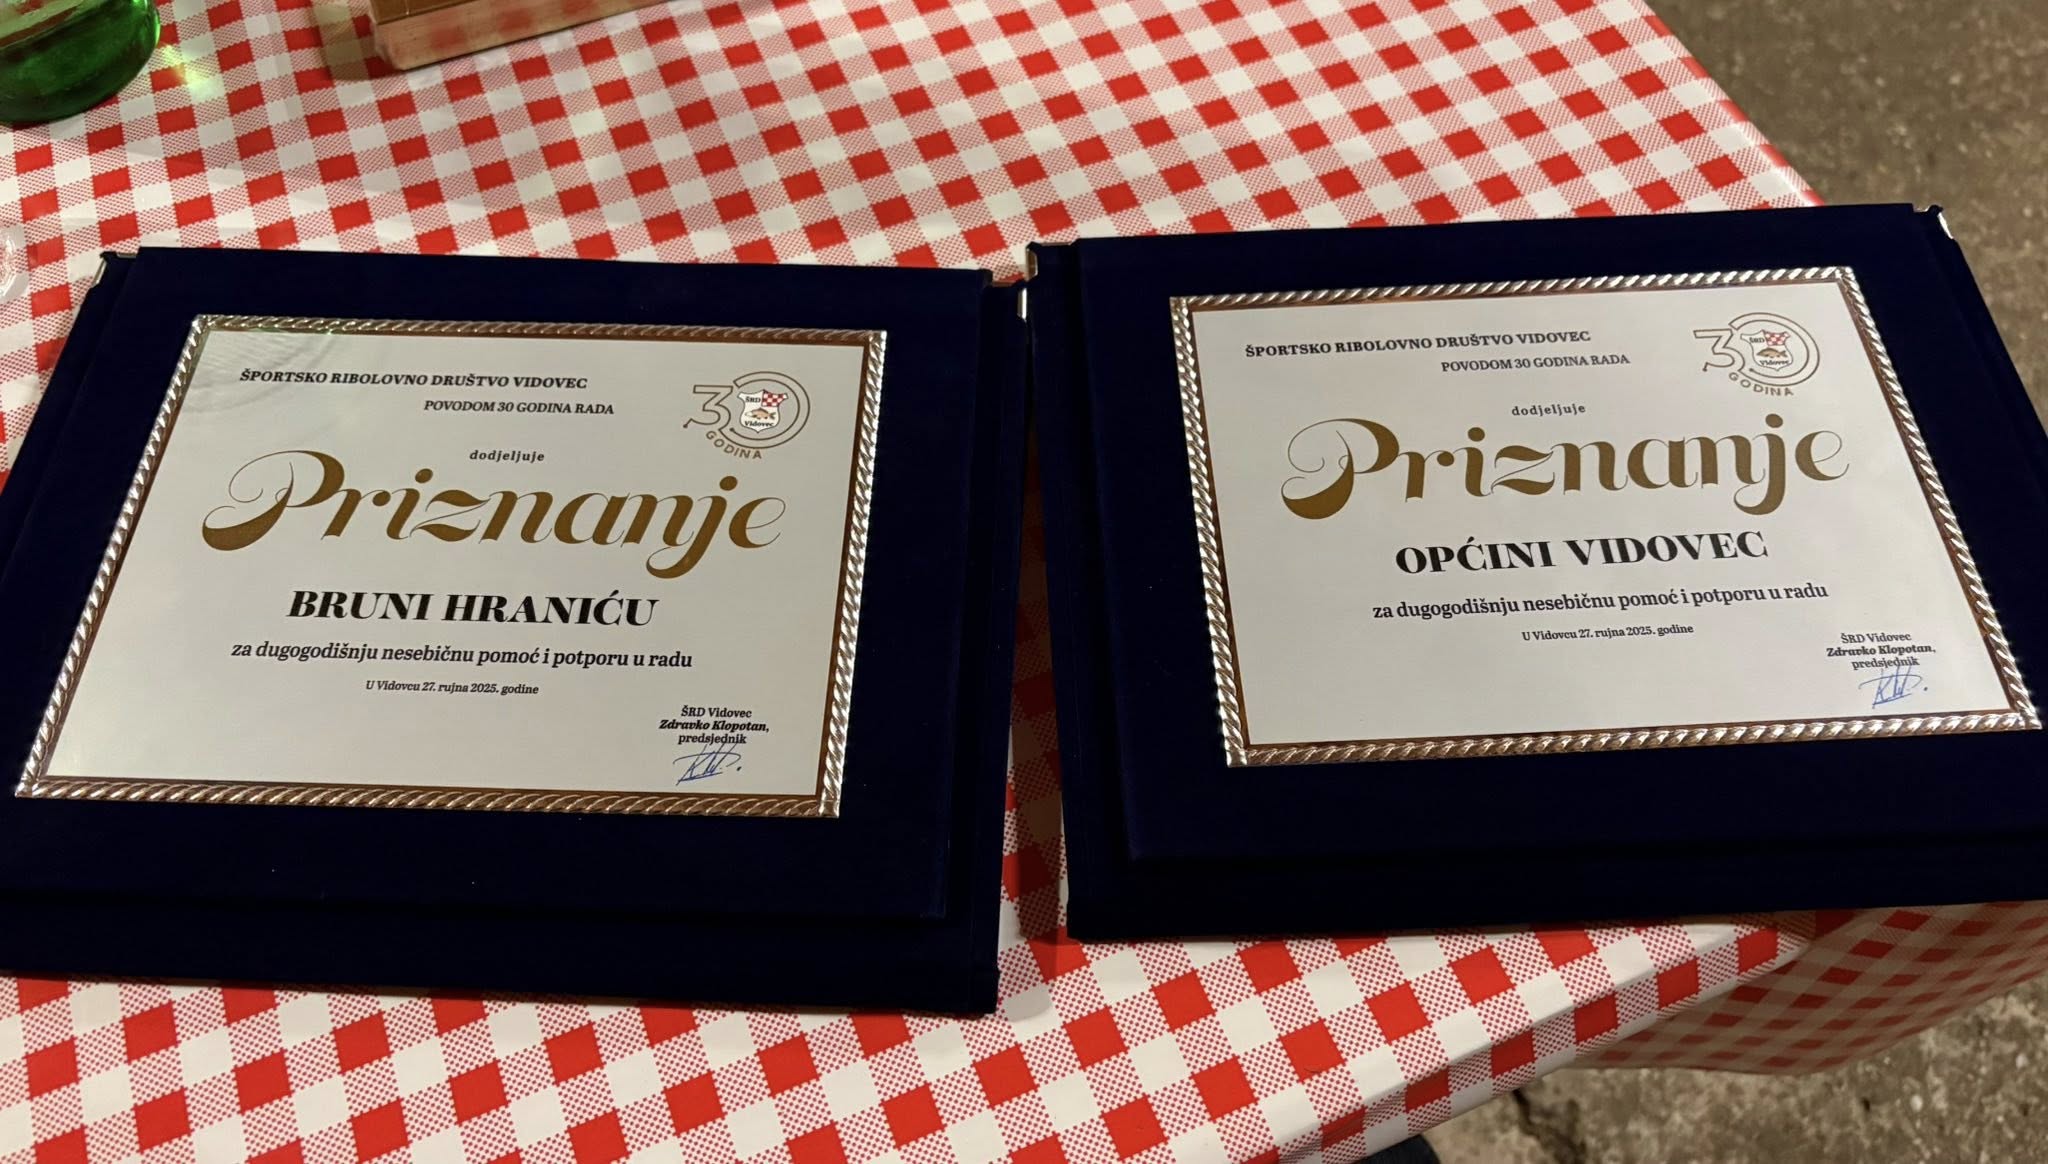 ŠPORTSKO RIBOLOVNO DRUŠTVO VIDOVEC
POVODOM 30 GODINA RADA
30
GODINA
ŠRD
Vidovec
dodjeljuje
Priznanje
BRUNI HRANIĆU
za dugogodišnju nesebičnu pomoć i potporu u radu
U Vidovcu 27. rujna 2025. godine
ŠRD Vidovec
Zdravko Klopotan,
predsjednik
ŠPORTSKO RIBOLOVNO DRUŠTVO VIDOVEC
POVODOM 30 GODINA RADA
30
GODINA
ŠRD
Vidovec
dodjeljuje
Priznanje
OPĆINI VIDOVEC
za dugogodišnju nesebičnu pomoć i potporu u radu
U Vidovcu 27. rujna 2025. godine
ŠRD Vidovec
Zdravko Klopotan,
predsjednik